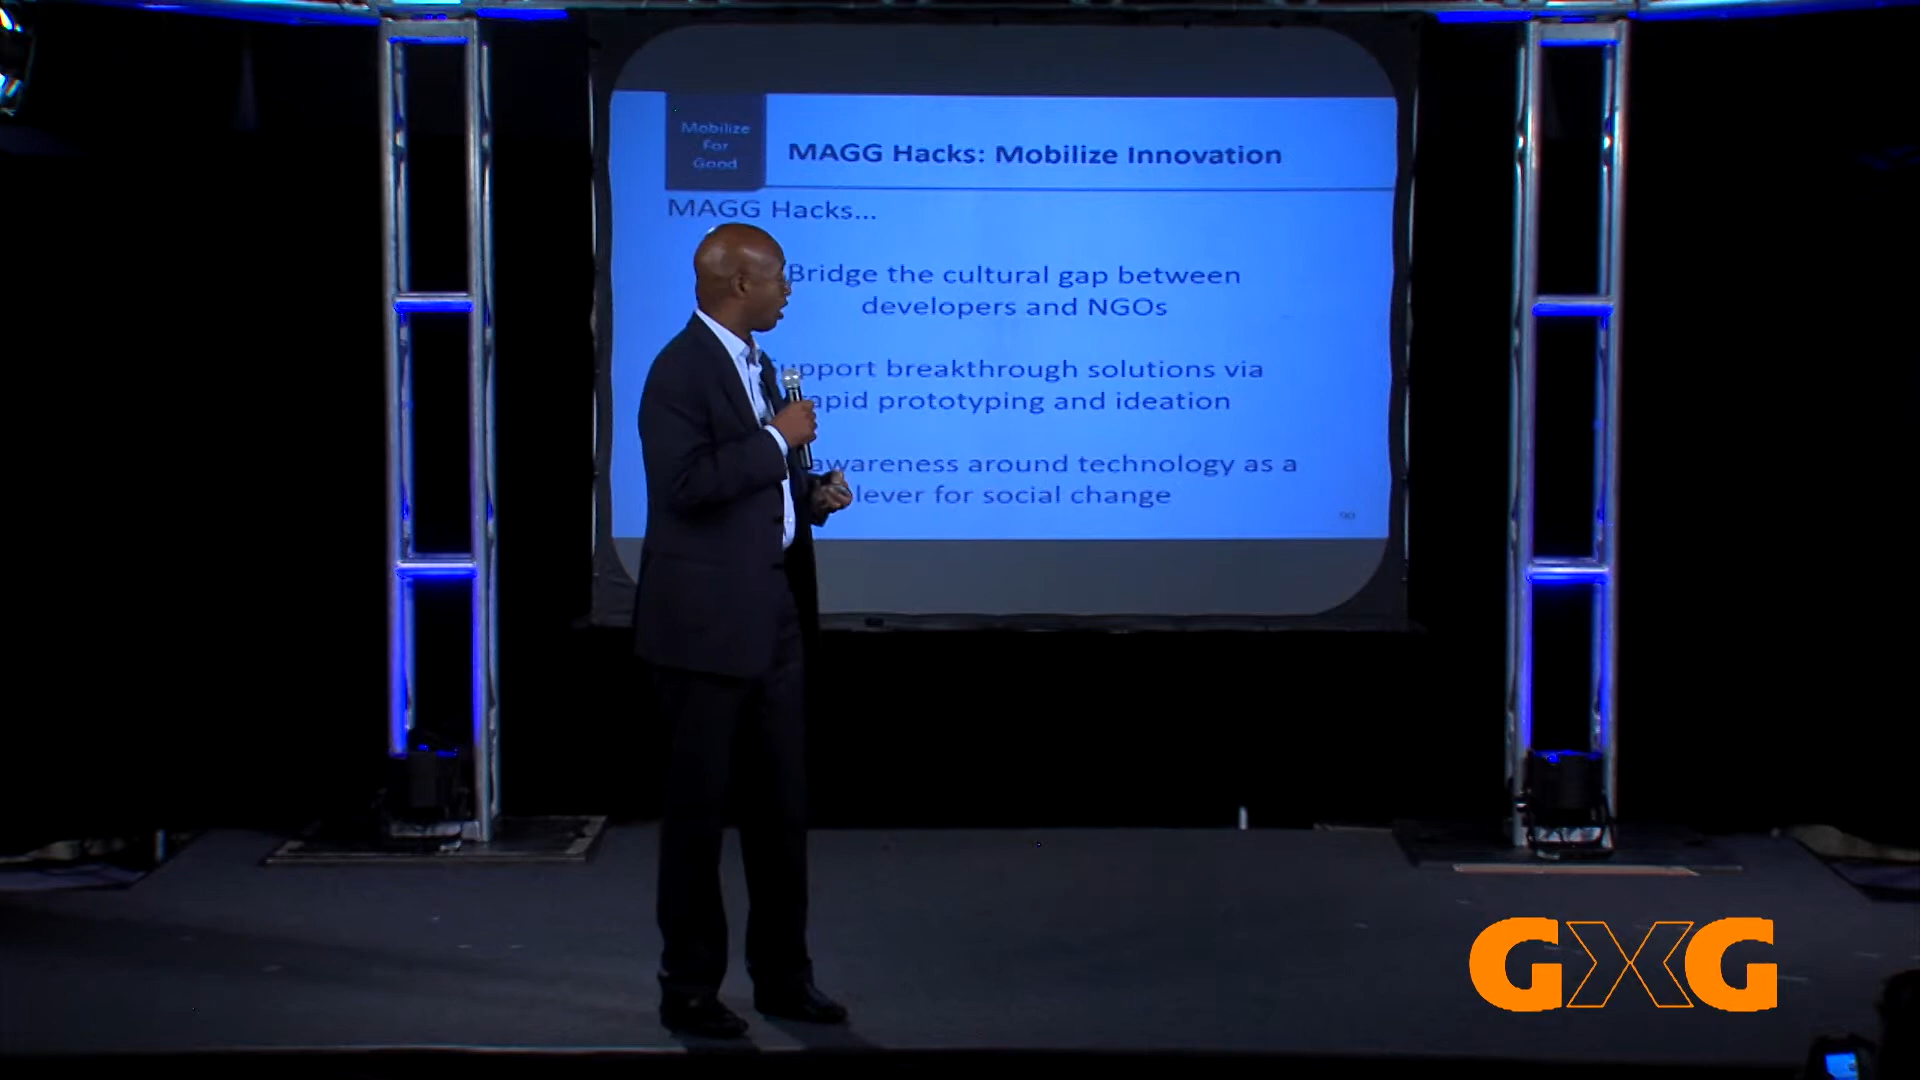 Mobilize
For
Good
MAGG Hacks: Mobilize Innovation
MAGG Hacks...
Bridge the cultural gap between
developers and NGOs
upport breakthrough solutions via
apid prototyping and ideation
awareness around technology as a
lever for social change
GXG